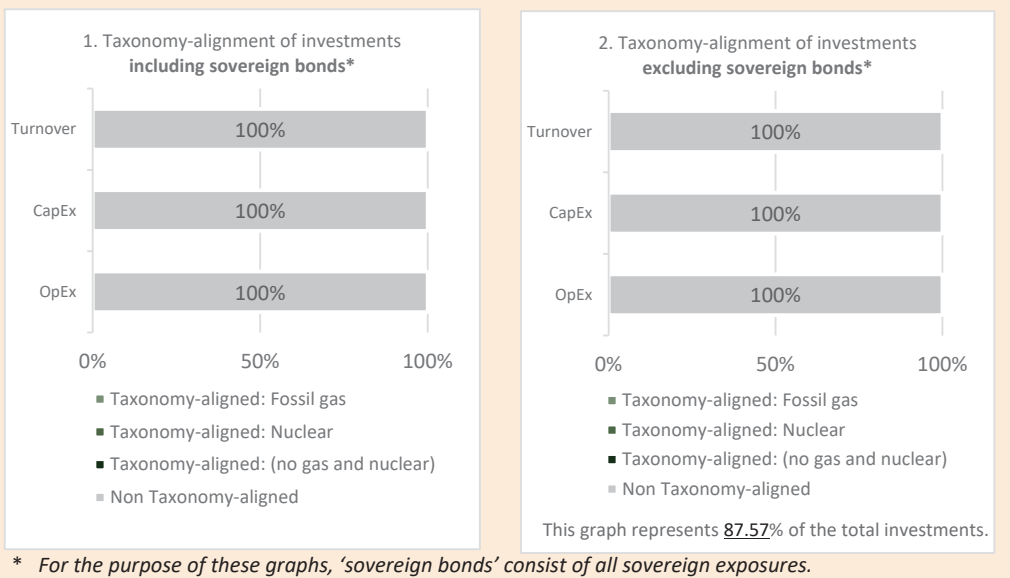 1. Taxonomy-alignment of investments
including sovereign bonds*
Turnover
100%
CapEx
100%
OpEx
100%
0% 50% 100%
Taxonomy-aligned: Fossil gas
Taxonomy-aligned: Nuclear
Taxonomy-aligned: (no gas and nuclear)
Non Taxonomy-aligned
2. Taxonomy-alignment of investments
excluding sovereign bonds*
Turnover
100%
CapEx
100%
OpEx
100%
0% 50% 100%
Taxonomy-aligned: Fossil gas
Taxonomy-aligned: Nuclear
Taxonomy-aligned: (no gas and nuclear)
Non Taxonomy-aligned
This graph represents 87.57% of the total investments.
* For the purpose of these graphs, ‘sovereign bonds’ consist of all sovereign exposures.